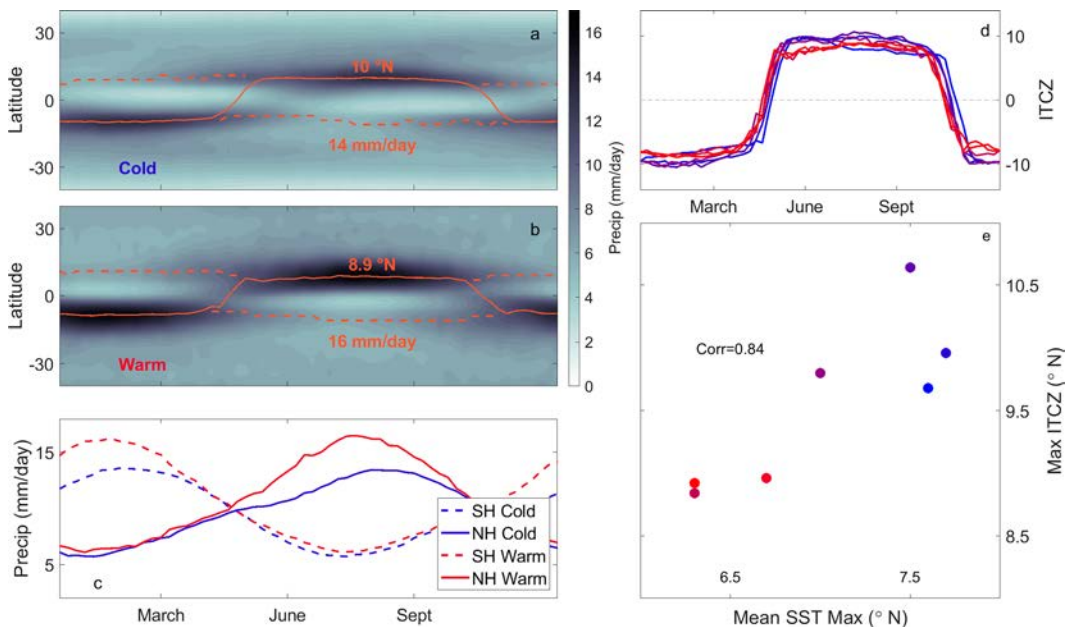 a
30
0
-30
Latitude
10 °N
14 mm/day
Cold
b
30
0
-30
Latitude
8.9 °N
16 mm/day
Warm
16
14
12
10
8
6
4
2
0
Precip (mm/day)
15
5
Precip (mm/day)
c
SH Cold
NH Cold
SH Warm
NH Warm
March June Sept
d
10
0
-10
ITCZ
March June Sept
e
10.5
9.5
8.5
Max ITCZ (° N)
Corr=0.84
6.5 7.5
Mean SST Max (° N)